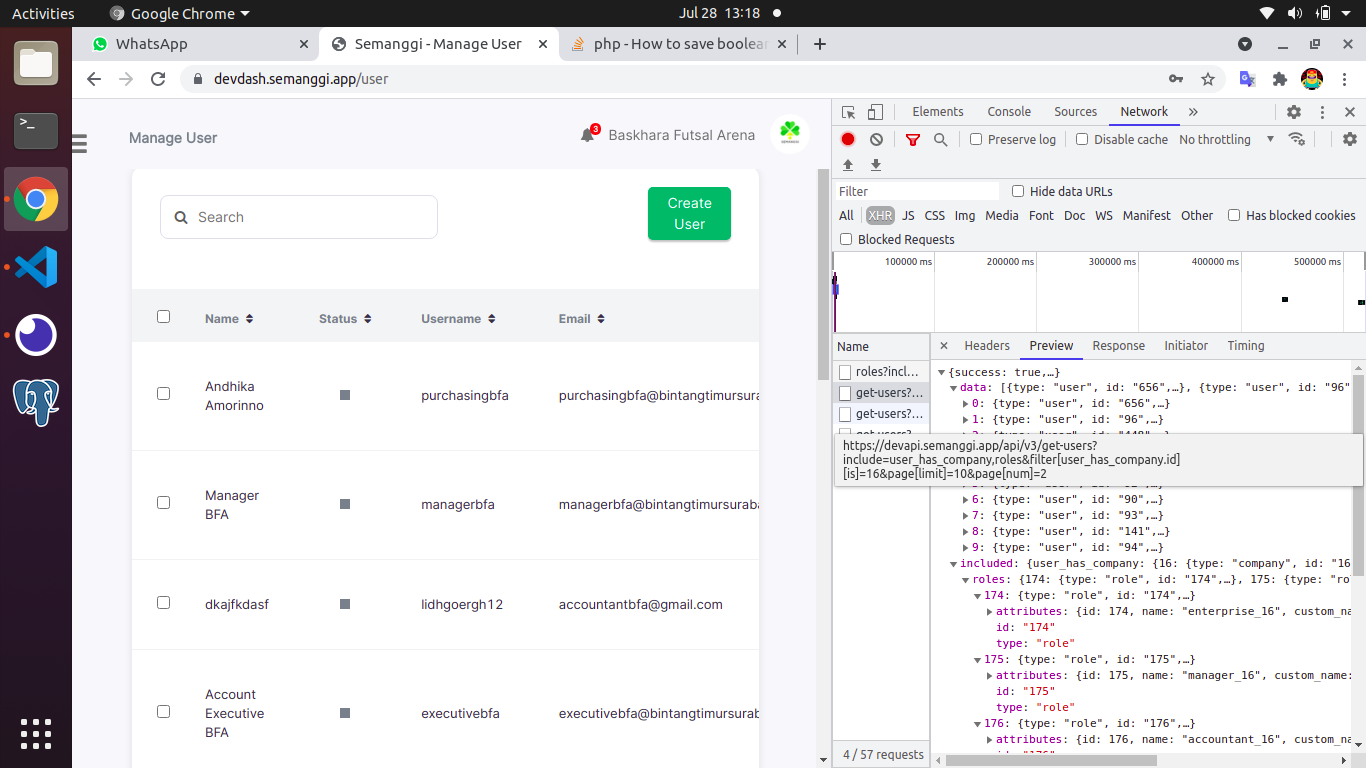 Activities
Google Chrome
Jul 28 13:18
WhatsApp
Semanggi - Manage User
php - How to save boolean
devdash.semanggi.app/user
Manage User
3
Baskhara Futsal Arena
Search
Create
User
Name
Status
Username
Email
Andhika
Amorinno
purchasingbfa
purchasingbfa@bintangtimursura
Manager
BFA
managerbfa
managerbfa@bintangtimursuraba
dkajfkdasf
lidhgoergh12
accountantbfa@gmail.com
Account
Executive
BFA
executivebfa
executivebfa@bintangtimursurab
Elements
Console
Sources
Network
Preserve log
Disable cache
No throttling
Filter
Hide data URLs
All
XHR
JS
CSS
Img
Media
Font
Doc
WS
Manifest
Other
Has blocked cookies
Blocked Requests
100000 ms
200000 ms
300000 ms
400000 ms
500000 ms
Name
Headers
Preview
Response
Initiator
Timing
roles?incl...
get-users?...
get-users?...
{success: true,…}
data: [{type: "user", id: "656",…}, {type: "user", id: "96"
0: {type: "user", id: "656",…}
1: {type: "user", id: "96",…}
https://devapi.semanggi.app/api/v3/get-users?
include=user_has_company,roles&filter[user_has_company.id]
[is]=16&page[limit]=10&page[num]=2
6: {type: "user", id: "90",…}
7: {type: "user", id: "93",…}
8: {type: "user", id: "141",…}
9: {type: "user", id: "94",…}
included: {user_has_company: {16: {type: "company", id: "16
roles: {174: {type: "role", id: "174",…}, 175: {type: "ro
174: {type: "role", id: "174",…}
attributes: {id: 174, name: "enterprise_16", custom_na
id: "174"
type: "role"
175: {type: "role", id: "175",…}
attributes: {id: 175, name: "manager_16", custom_name:
id: "175"
type: "role"
176: {type: "role", id: "176",…}
attributes: {id: 176, name: "accountant_16", custom_na
4 / 57 requests